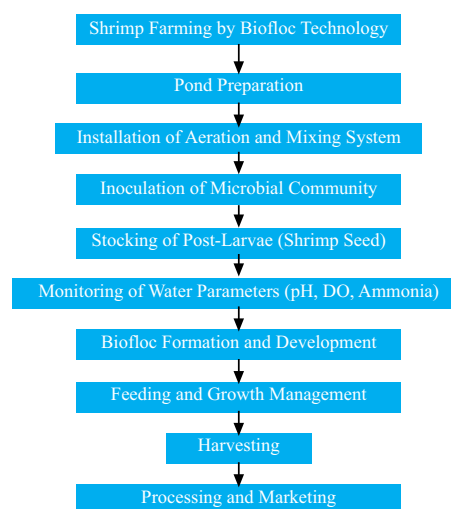 Shrimp Farming by Biofloc Technology
Pond Preparation
Installation of Aeration and Mixing System
Inoculation of Microbial Community
Stocking of Post-Larvae (Shrimp Seed)
Monitoring of Water Parameters (pH, DO, Ammonia)
Biofloc Formation and Development
Feeding and Growth Management
Harvesting
Processing and Marketing